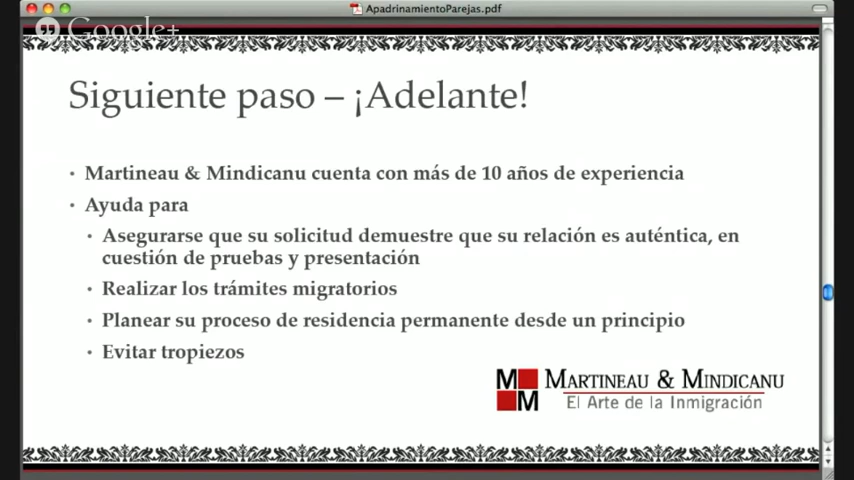 ApadrinamientoParejas.pdf
Google+
Siguiente paso – ¡Adelante!
• Martineau & Mindicanu cuenta con más de 10 años de experiencia
• Ayuda para
• Asegurarse que su solicitud demuestre que su relación es auténtica, en
cuestión de pruebas y presentación
• Realizar los trámites migratorios
• Planear su proceso de residencia permanente desde un principio
• Evitar tropiezos
MM
MARTINEAU & MINDICANU
El Arte de la Inmigración